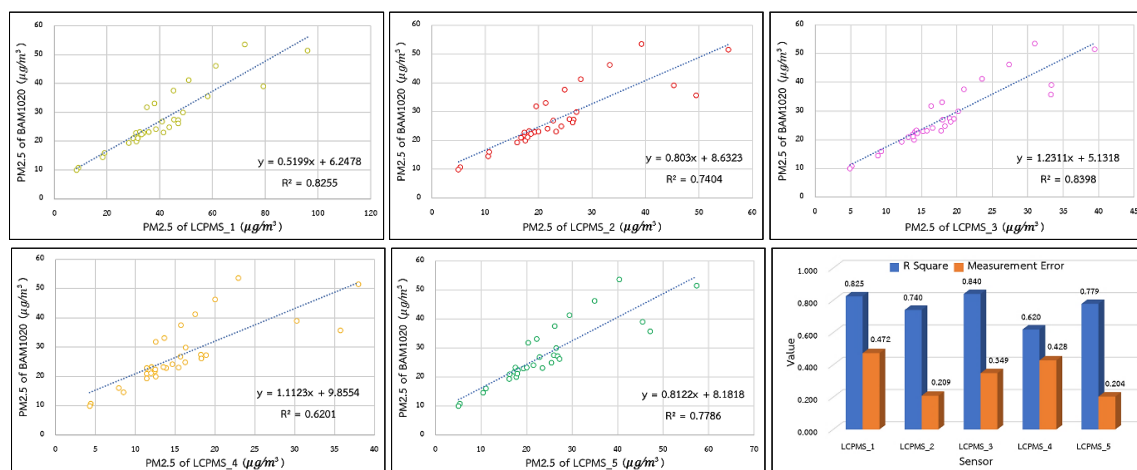 PM2.5 of BAM1020 (μg/m³)
60
50
40
30
20
10
0
y = 0.5199x + 6.2478
R² = 0.8255
0 20 40 60 80 100 120
PM2.5 of LCPMS_1 (μg/m³)
PM2.5 of BAM1020 (μg/m³)
60
50
40
30
20
10
0
y = 0.803x + 8.6323
R² = 0.7404
0 10 20 30 40 50 60
PM2.5 of LCPMS_2 (μg/m³)
PM2.5 of BAM1020 (μg/m³)
60
50
40
30
20
10
0
y = 1.2311x + 5.1318
R² = 0.8398
0 5 10 15 20 25 30 35 40 45
PM2.5 of LCPMS_3 (μg/m³)
PM2.5 of BAM1020 (μg/m³)
60
50
40
30
20
10
0
y = 1.1123x + 9.8554
R² = 0.6201
0 5 10 15 20 25 30 35 40
PM2.5 of LCPMS_4 (μg/m³)
PM2.5 of BAM1020 (μg/m³)
60
50
40
30
20
10
0
y = 0.8122x + 8.1818
R² = 0.7786
0 10 20 30 40 50 60 70
PM2.5 of LCPMS_5 (μg/m³)
R Square Measurement Error
Value
1.000
0.800
0.600
0.400
0.200
0.000
0.825
0.472
0.740
0.209
0.840
0.349
0.620
0.428
0.779
0.204
LCPMS_1 LCPMS_2 LCPMS_3 LCPMS_4 LCPMS_5
Sensor